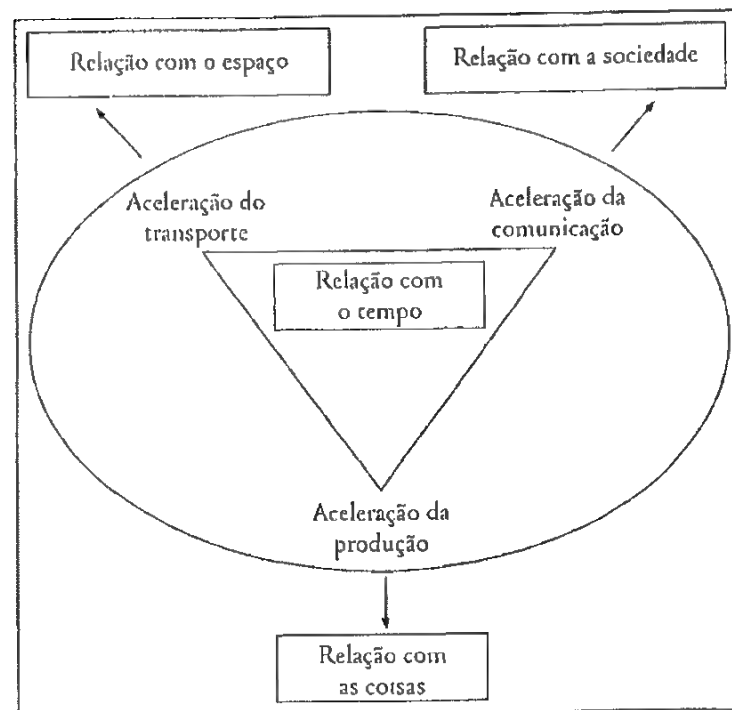 Relação com o espaço
Relação com a sociedade
Aceleração do
transporte
Aceleração da
comunicação
Relação com
o tempo
Aceleração da
produção
Relação com
as coisas